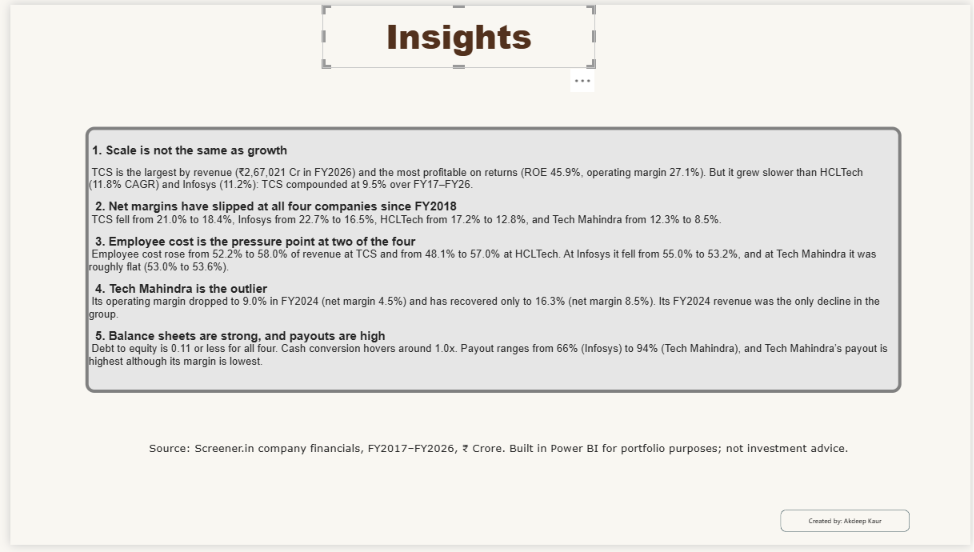 Insights
1. Scale is not the same as growth
TCS is the largest by revenue (₹2,67,021 Cr in FY2026) and the most profitable on returns (ROE 45.9%, operating margin 27.1%). But it grew slower than HCLTech
(11.8% CAGR) and Infosys (11.2%): TCS compounded at 9.5% over FY17–FY26.
2. Net margins have slipped at all four companies since FY2018
TCS fell from 21.0% to 18.4%, Infosys from 22.7% to 16.5%, HCLTech from 17.2% to 12.8%, and Tech Mahindra from 12.3% to 8.5%.
3. Employee cost is the pressure point at two of the four
Employee cost rose from 52.2% to 58.0% of revenue at TCS and from 48.1% to 57.0% at HCLTech. At Infosys it fell from 55.0% to 53.2%, and at Tech Mahindra it was
roughly flat (53.0% to 53.6%).
4. Tech Mahindra is the outlier
Its operating margin dropped to 9.0% in FY2024 (net margin 4.5%) and has recovered only to 16.3% (net margin 8.5%). Its FY2024 revenue was the only decline in the
group.
5. Balance sheets are strong, and payouts are high
Debt to equity is 0.11 or less for all four. Cash conversion hovers around 1.0x. Payout ranges from 66% (Infosys) to 94% (Tech Mahindra), and Tech Mahindra's payout is
highest although its margin is lowest.
Source: Screener.in company financials, FY2017–FY2026, ₹ Crore. Built in Power BI for portfolio purposes; not investment advice.
Created by: Akdeep Kaur